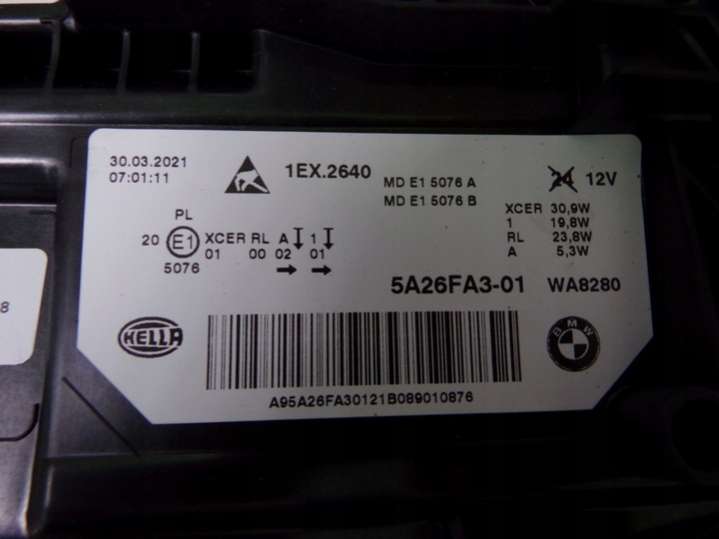 30.03.2021
07:01:11
1EX.2640
MD E1 5076 A
MD E1 5076 B
24 12V
XCER 30,9W
1 19,8W
RL 23,8W
A 5,3W
PL
20 E1 XCER RL A 1
01 00 02 01
5076
5A26FA3-01 WA8280
HELLA
BMW
A95A26FA30121B089010876
8